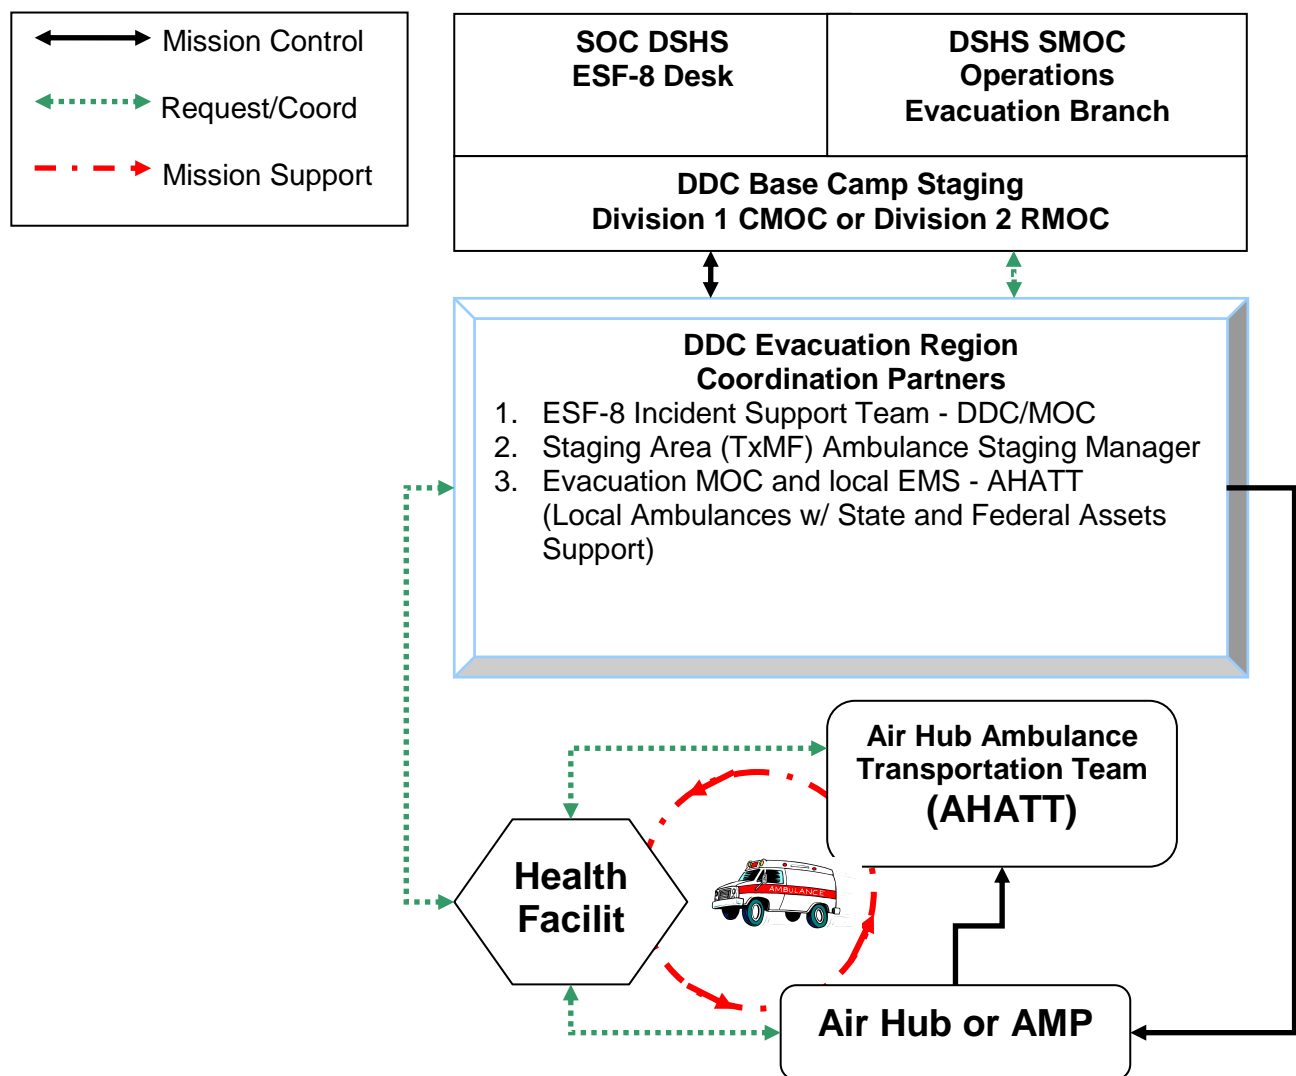 Mission Control
Request/Coord
Mission Support
SOC DSHS
ESF-8 Desk
DSHS SMOC
Operations
Evacuation Branch
DDC Base Camp Staging
Division 1 CMOC or Division 2 RMOC
DDC Evacuation Region
Coordination Partners
1. ESF-8 Incident Support Team - DDC/MOC
2. Staging Area (TxMF) Ambulance Staging Manager
3. Evacuation MOC and local EMS - AHATT
(Local Ambulances w/ State and Federal Assets
Support)
Air Hub Ambulance
Transportation Team
(AHATT)
Health
Facilit
AMBULANCE
Air Hub or AMP